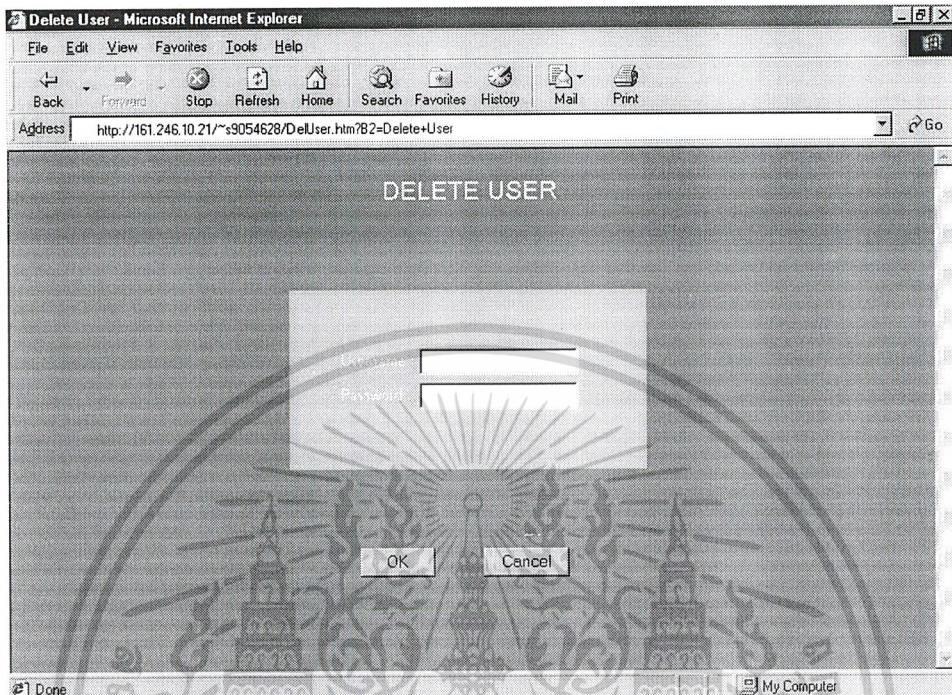 Delete User - Microsoft Internet Explorer
File Edit View Favorites Tools Help
Back Forward Stop Refresh Home Search Favorites History Mail Print
Address http://161.246.10.21/~s9054628/DelUser.htm?B2=Delete+User Go
DELETE USER
Username
Password
OK Cancel
Done My Computer